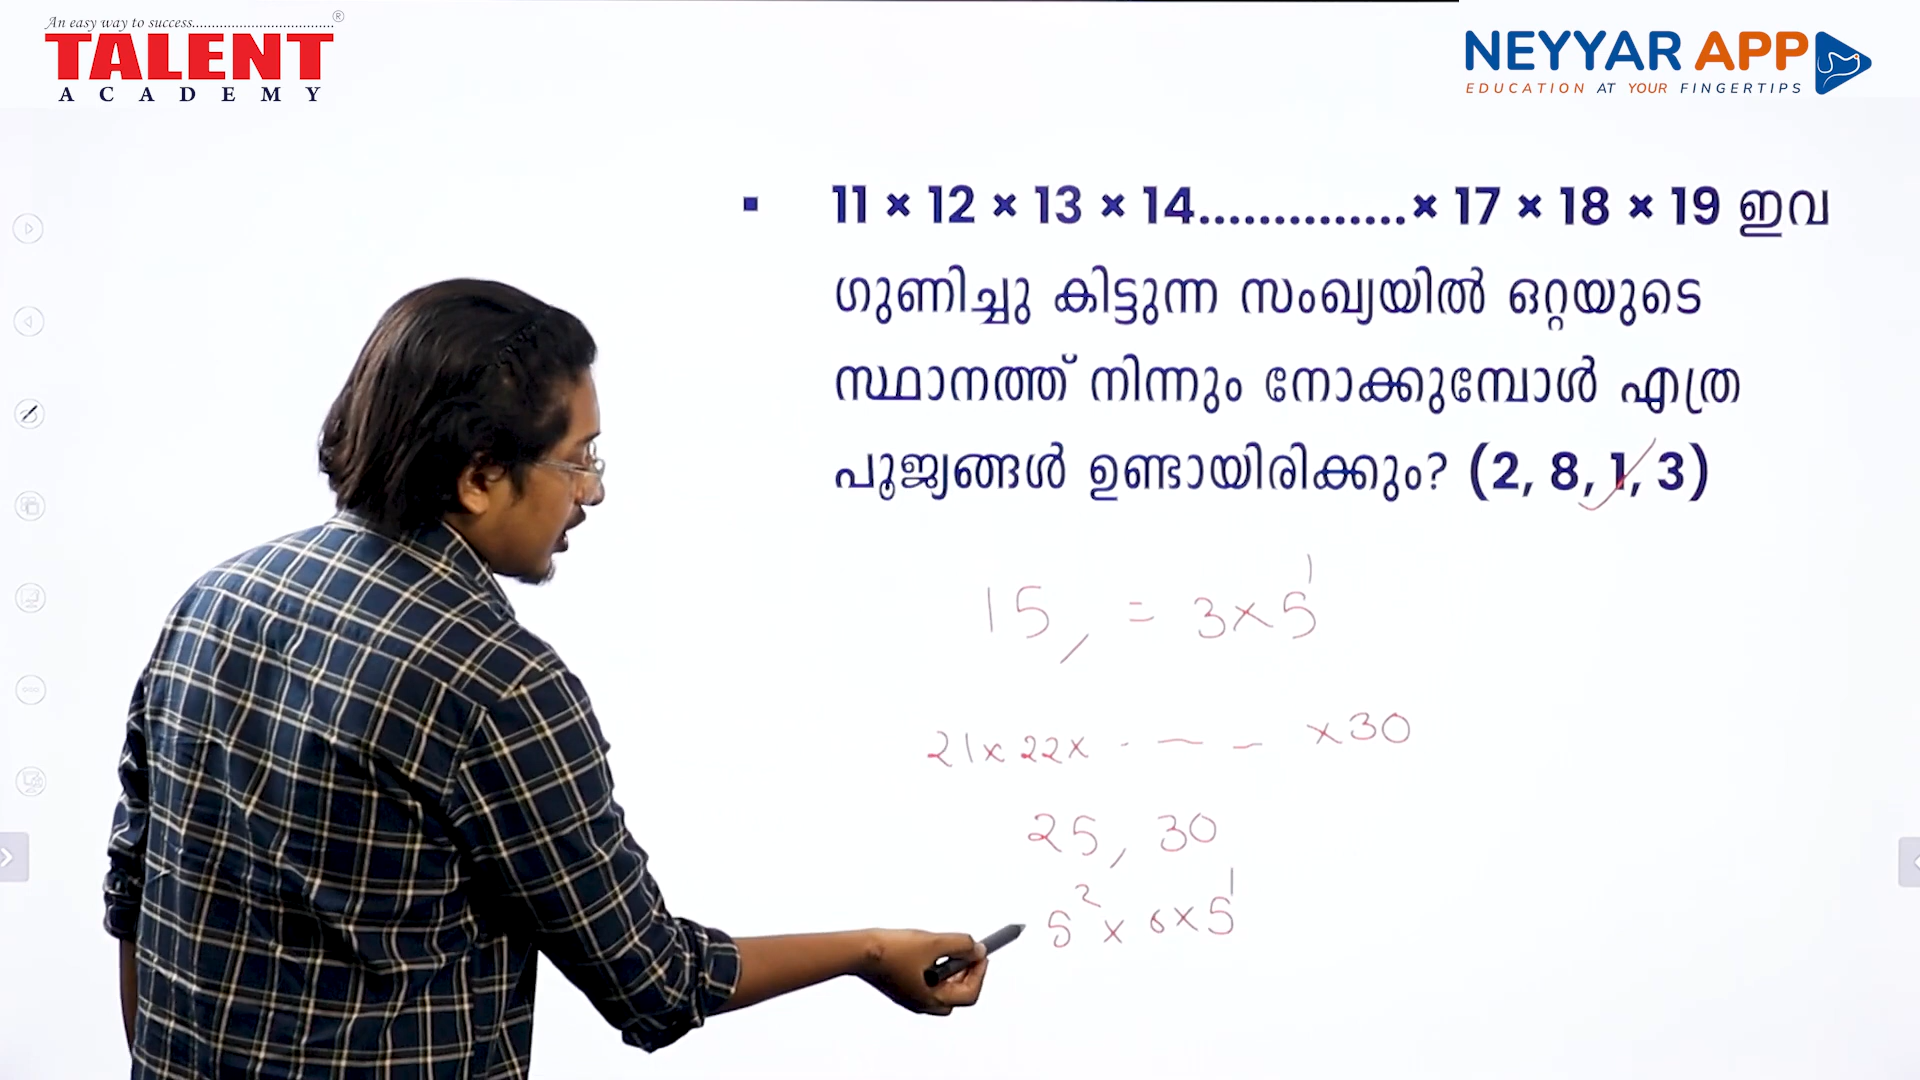 An easy way to success.................................... ®
TALENT
ACADEMY
NEYYAR APP
EDUCATION AT YOUR FINGERTIPS
▪ 11 × 12 × 13 × 14..............× 17 × 18 × 19 ഇവ
ഗുണിച്ചു കിട്ടുന്ന സംഖ്യയിൽ ഒറ്റയുടെ
സ്ഥാനത്ത് നിന്നും നോക്കുമ്പോൾ എത്ര
പൂജ്യങ്ങൾ ഉണ്ടായിരിക്കും? (2, 8, 1, 3)
15, = 3×5¹
21×22× - — - ×30
25, 30
5² × 6×5¹